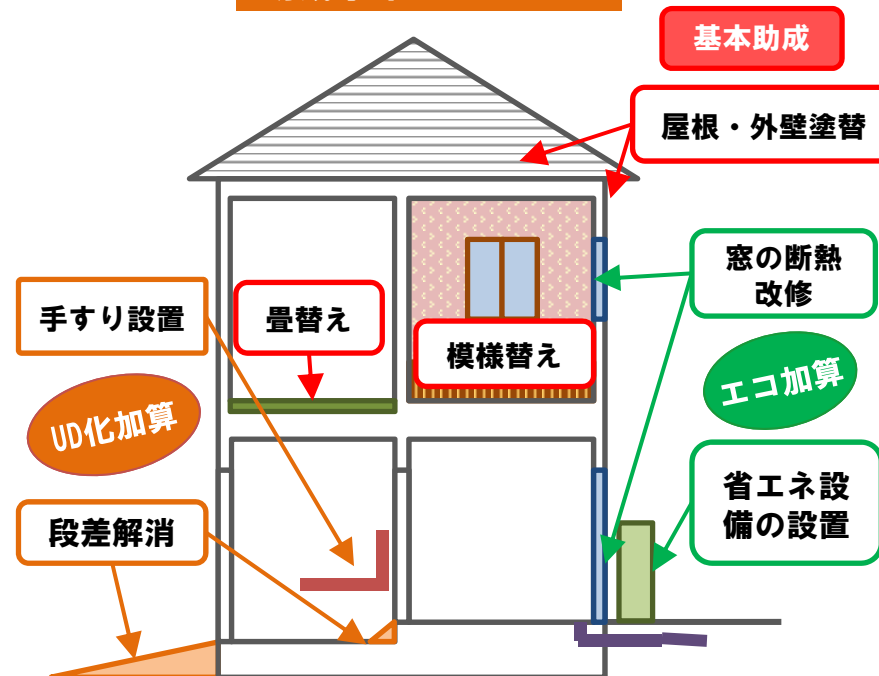 基本助成
屋根・外壁塗替
窓の断熱
改修
手すり設置
畳替え
模様替え
エコ加算
UD化加算
省エネ設
備の設置
段差解消